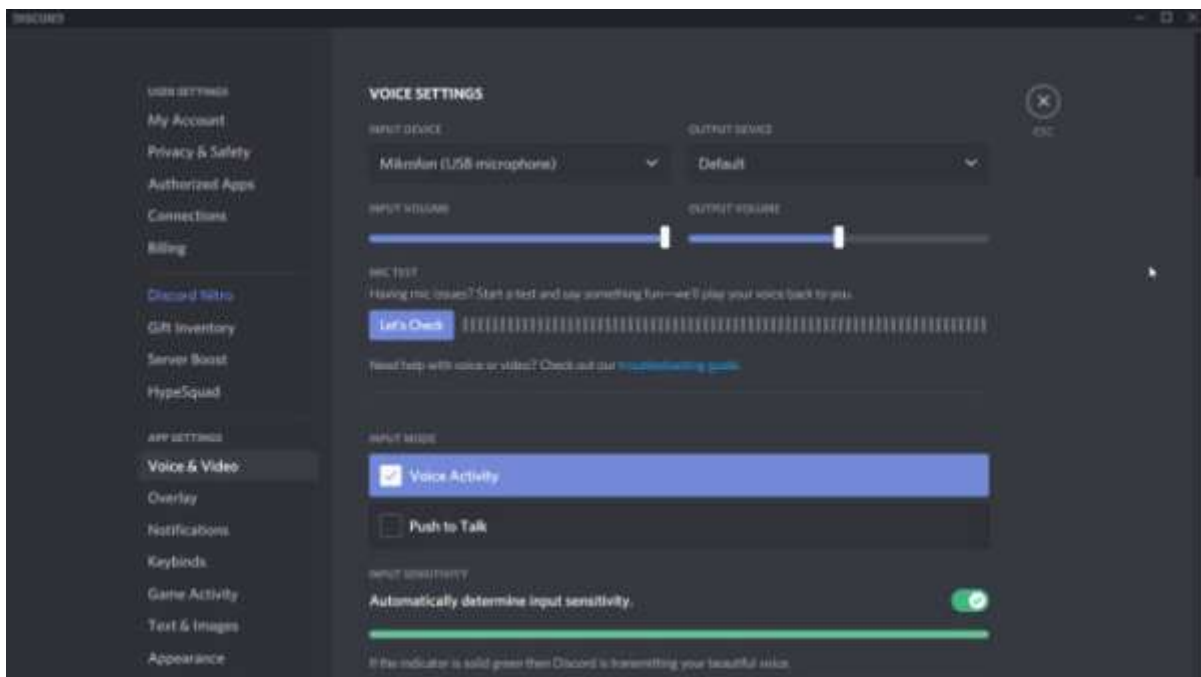 DISCORD
USER SETTINGS
My Account
Privacy & Safety
Authorized Apps
Connections
Billing
Discord Nitro
Gift Inventory
Server Boost
HypeSquad
APP SETTINGS
Voice & Video
Overlay
Notifications
Keybinds
Game Activity
Text & Images
Appearance
VOICE SETTINGS
INPUT DEVICE
Mikrofon (USB microphone)
OUTPUT DEVICE
Default
INPUT VOLUME
OUTPUT VOLUME
MIC TEST
Having mic issues? Start a test and say something fun—we'll play your voice back to you.
Let's Check
Need help with voice or video? Check out our troubleshooting guide.
INPUT MODE
Voice Activity
Push to Talk
INPUT SENSITIVITY
Automatically determine input sensitivity.
If the indicator is solid green then Discord is transmitting your beautiful voice.
ESC